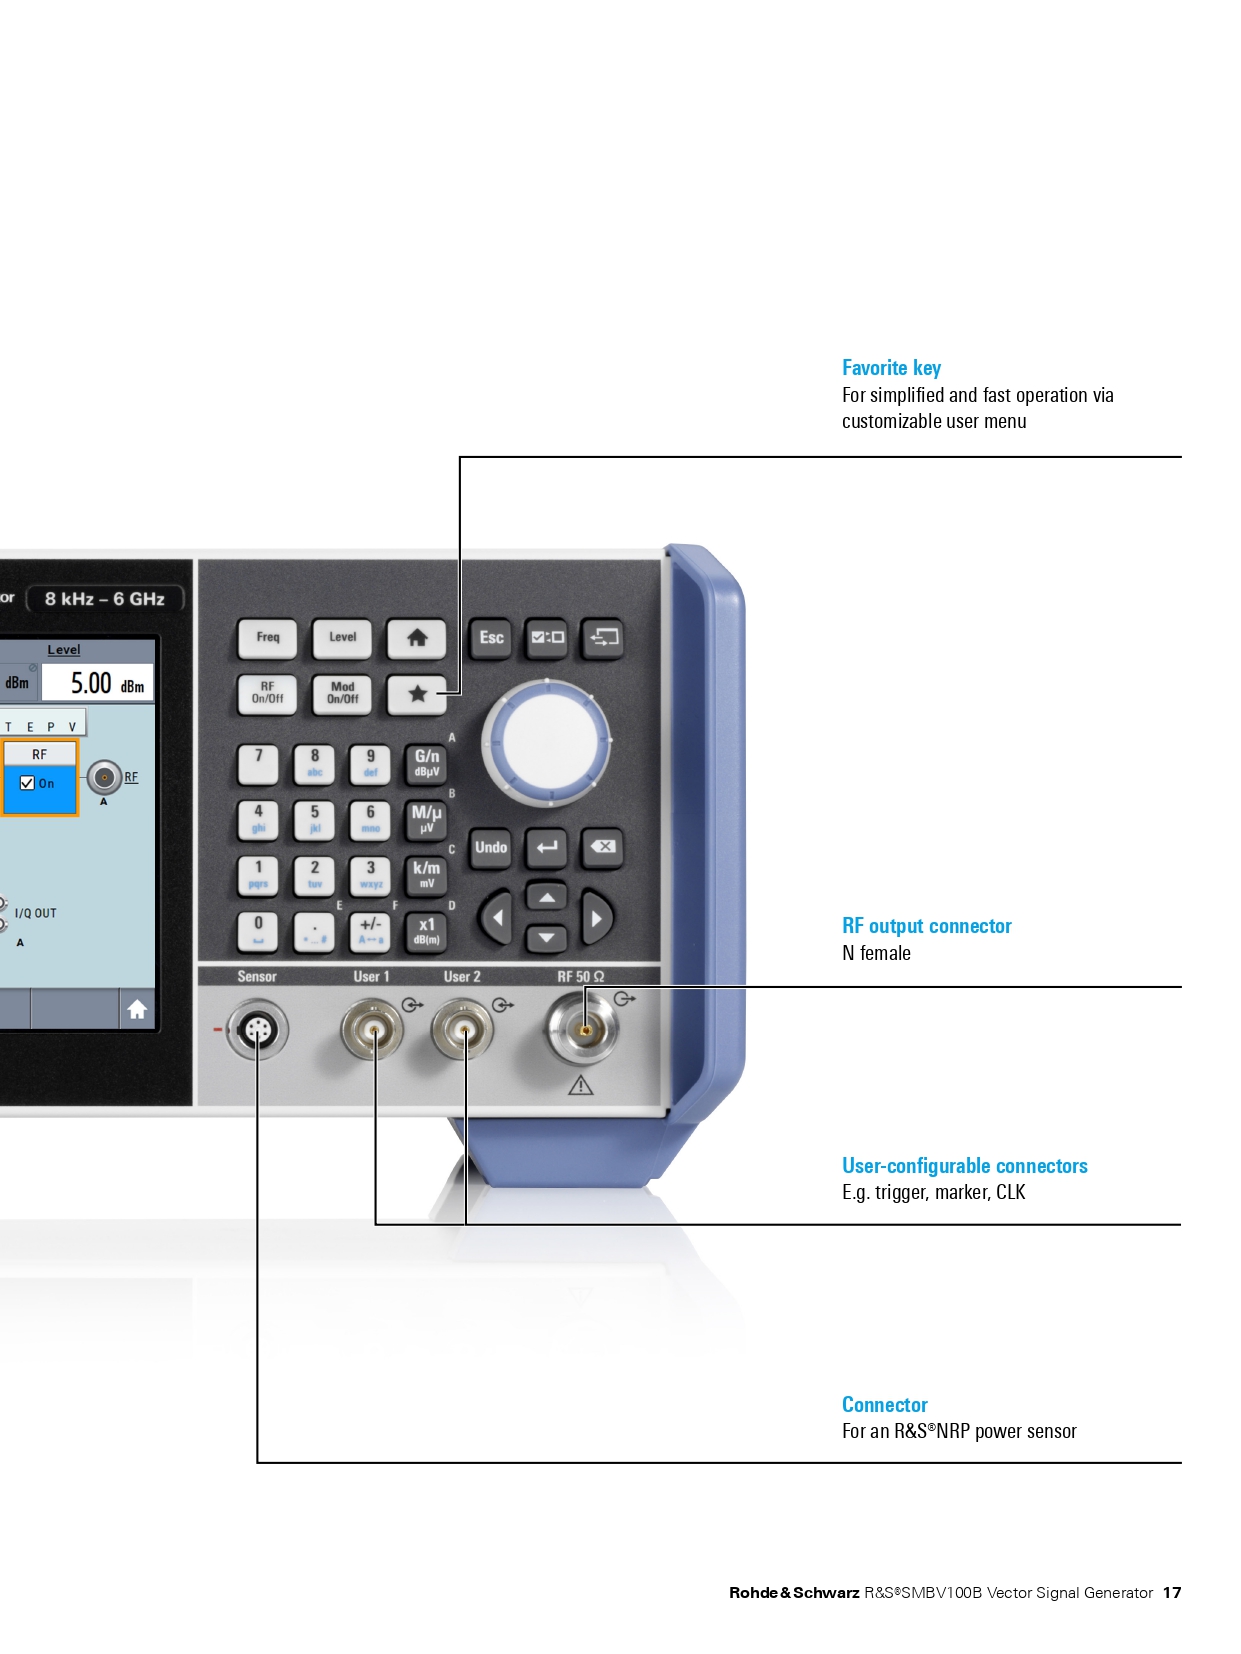 Favorite key
For simplified and fast operation via
customizable user menu
or 8 kHz – 6 GHz
Level
dBm 5.00 dBm
T E P V
RF
On
RF
A
I/Q OUT
A
Freq Level Esc
RF On/Off Mod On/Off
A
7 8 abc 9 def G/n dBµV
B
4 ghi 5 jkl 6 mno M/µ µV
C
Undo
1 pqrs 2 tuv 3 wxyz k/m mV
E F D
0 . * ... # +/- A↔a x1 dB(m)
Sensor User 1 User 2 RF 50 Ω
RF output connector
N female
User-configurable connectors
E.g. trigger, marker, CLK
Connector
For an R&S®NRP power sensor
Rohde & Schwarz R&S®SMBV100B Vector Signal Generator 17